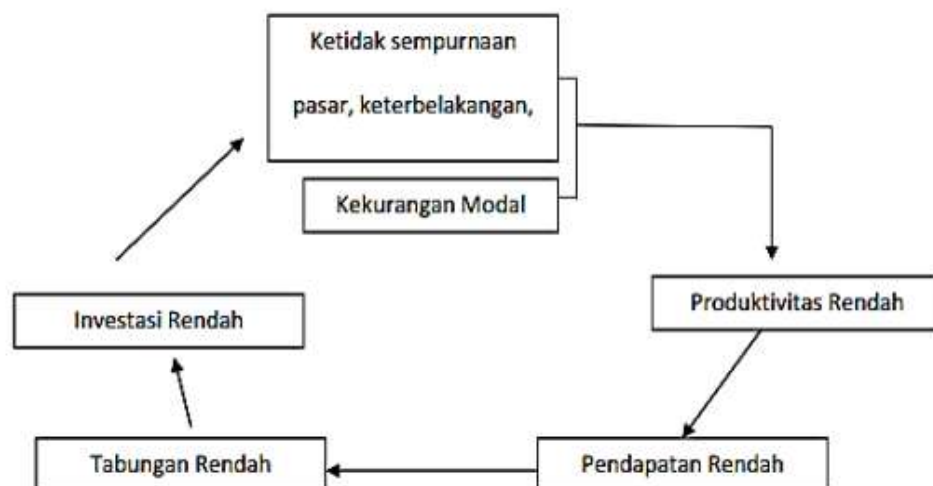 Ketidak sempurnaan
pasar, keterbelakangan,
Kekurangan Modal
Investasi Rendah
Produktivitas Rendah
Tabungan Rendah
Pendapatan Rendah